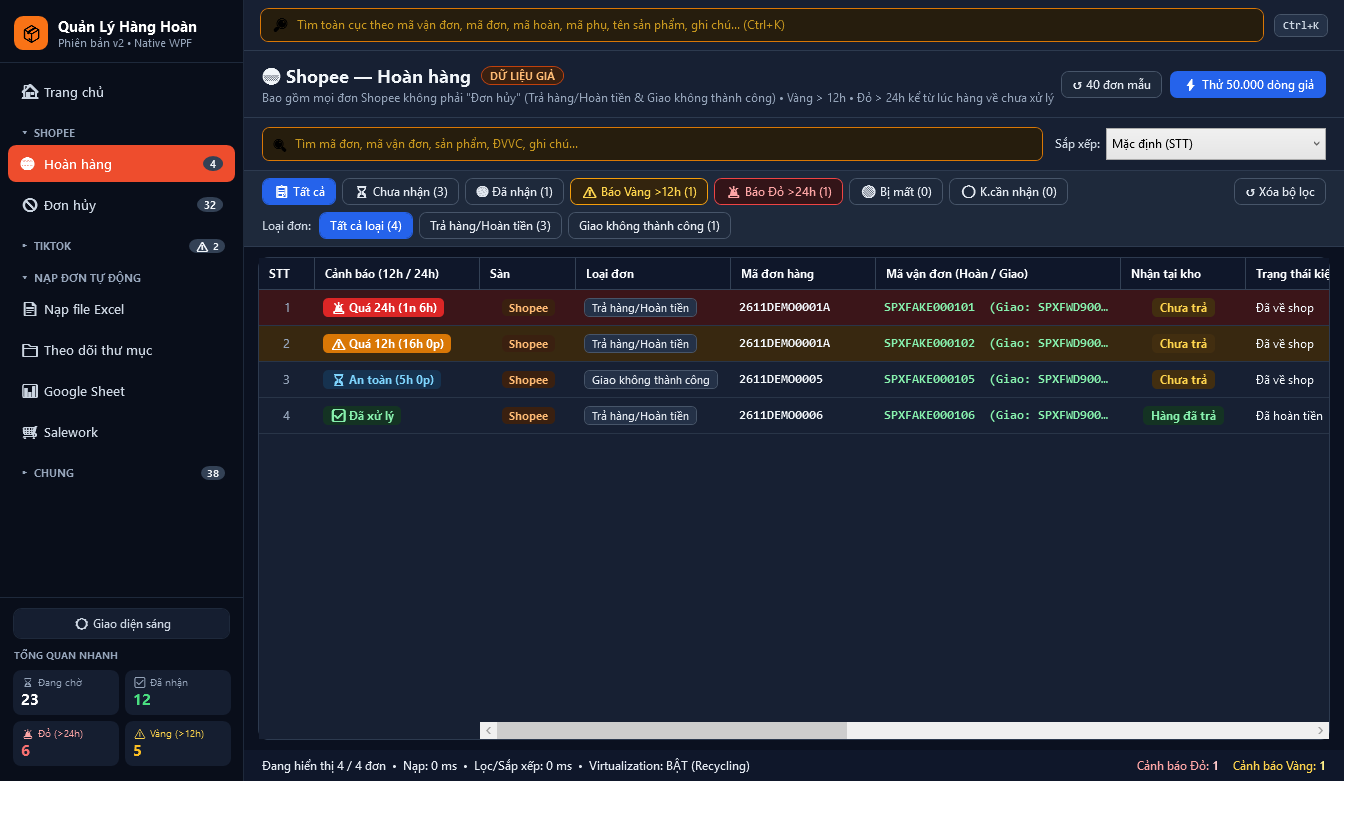 Quản Lý Hàng Hoàn
Phiên bản v2 • Native WPF
Trang chủ
SHOPEE
Hoàn hàng 4
Đơn hủy 32
TIKTOK 2
NẠP ĐƠN TỰ ĐỘNG
Nạp file Excel
Theo dõi thư mục
Google Sheet
Salework
CHUNG 38
Giao diện sáng
TỔNG QUAN NHANH
Đang chờ
23
Đã nhận
12
Đỏ (>24h)
6
Vàng (>12h)
5
Tìm toàn cục theo mã vận đơn, mã đơn, mã hoàn, mã phụ, tên sản phẩm, ghi chú... (Ctrl+K)
Ctrl+K
Shopee — Hoàn hàng DỮ LIỆU GIẢ
Bao gồm mọi đơn Shopee không phải "Đơn hủy" (Trả hàng/Hoàn tiền & Giao không thành công) • Vàng > 12h • Đỏ > 24h kể từ lúc hàng về chưa xử lý
↺ 40 đơn mẫu
Thử 50.000 dòng giả
Tìm mã đơn, mã vận đơn, sản phẩm, ĐVVC, ghi chú...
Sắp xếp: Mặc định (STT)
Tất cả Chưa nhận (3) Đã nhận (1) Báo Vàng >12h (1) Báo Đỏ >24h (1) Bị mất (0) K.cần nhận (0) ↺ Xóa bộ lọc
Loại đơn: Tất cả loại (4) Trả hàng/Hoàn tiền (3) Giao không thành công (1)
STT Cảnh báo (12h / 24h) Sàn Loại đơn Mã đơn hàng Mã vận đơn (Hoàn / Giao) Nhận tại kho Trạng thái kiệ
1 Quá 24h (1n 6h) Shopee Trả hàng/Hoàn tiền 2611DEMO0001A SPXFAKE000101 (Giao: SPXFWD900… Chưa trả Đã về shop
2 Quá 12h (16h 0p) Shopee Trả hàng/Hoàn tiền 2611DEMO0001A SPXFAKE000102 (Giao: SPXFWD900… Chưa trả Đã về shop
3 An toàn (5h 0p) Shopee Giao không thành công 2611DEMO0005 SPXFAKE000105 (Giao: SPXFWD900… Chưa trả Đã về shop
4 Đã xử lý Shopee Trả hàng/Hoàn tiền 2611DEMO0006 SPXFAKE000106 (Giao: SPXFWD900… Hàng đã trả Đã hoàn tiền
Đang hiển thị 4 / 4 đơn • Nạp: 0 ms • Lọc/Sắp xếp: 0 ms • Virtualization: BẬT (Recycling)
Cảnh báo Đỏ: 1 Cảnh báo Vàng: 1